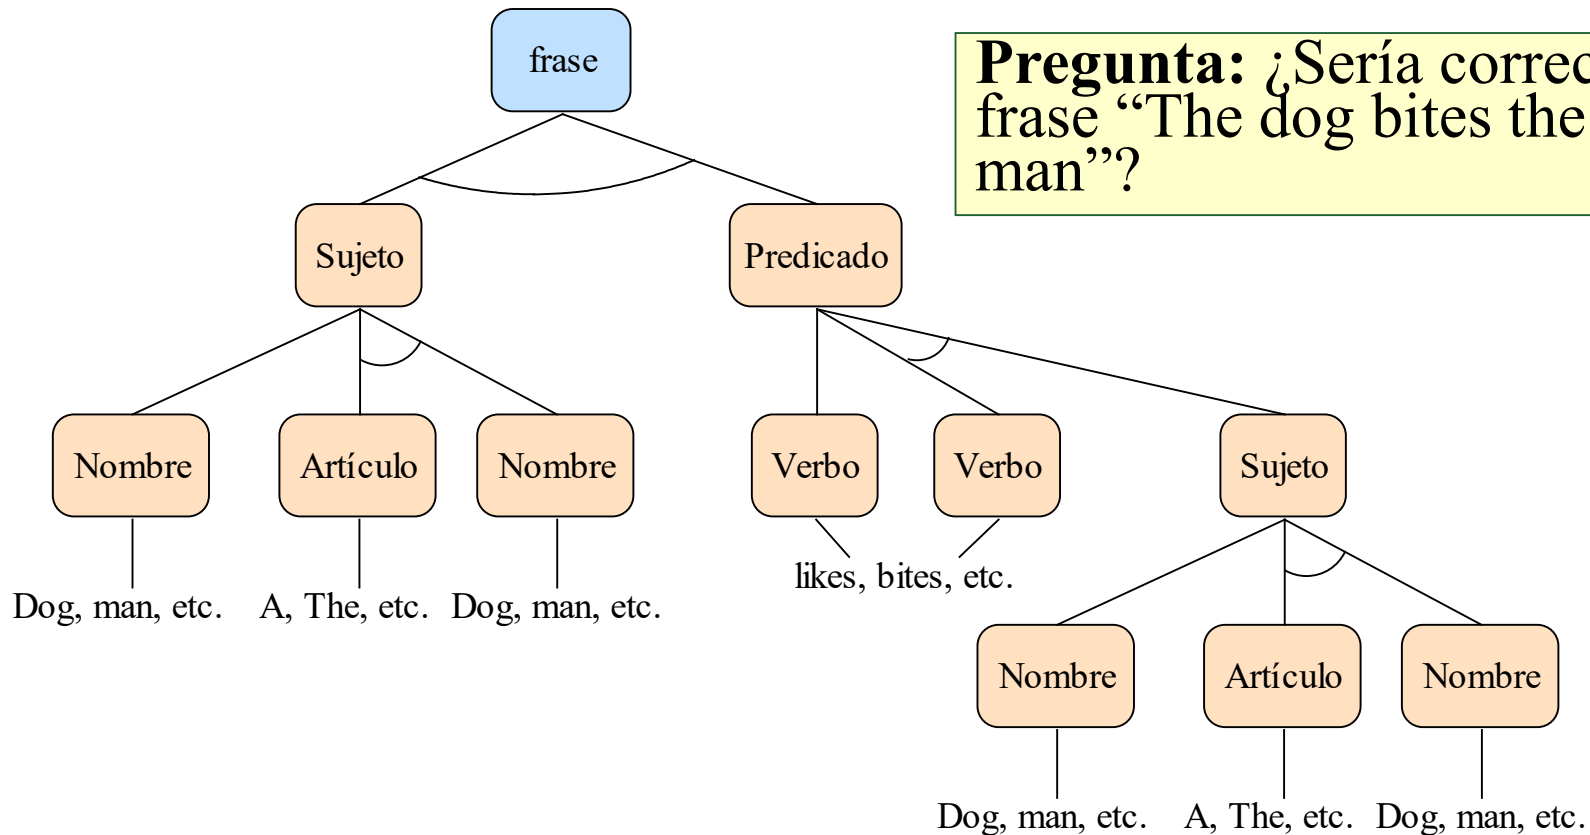 frase
Pregunta: ¿Sería correc
frase “The dog bites the
man”?
Sujeto
Predicado
Nombre
Artículo
Nombre
Verbo
Verbo
Sujeto
Dog, man, etc.
A, The, etc.
Dog, man, etc.
likes, bites, etc.
Nombre
Artículo
Nombre
Dog, man, etc.
A, The, etc.
Dog, man, etc.